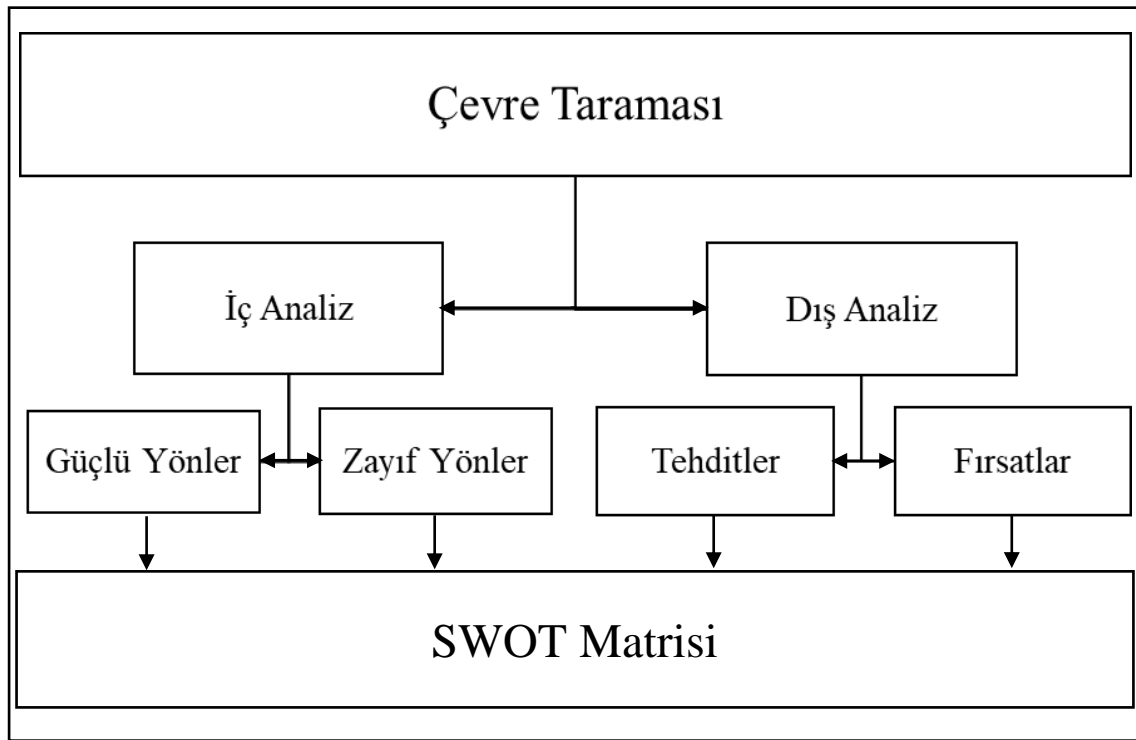 Çevre Taraması
İç Analiz
Dış Analiz
Güçlü Yönler
Zayıf Yönler
Tehditler
Fırsatlar
SWOT Matrisi